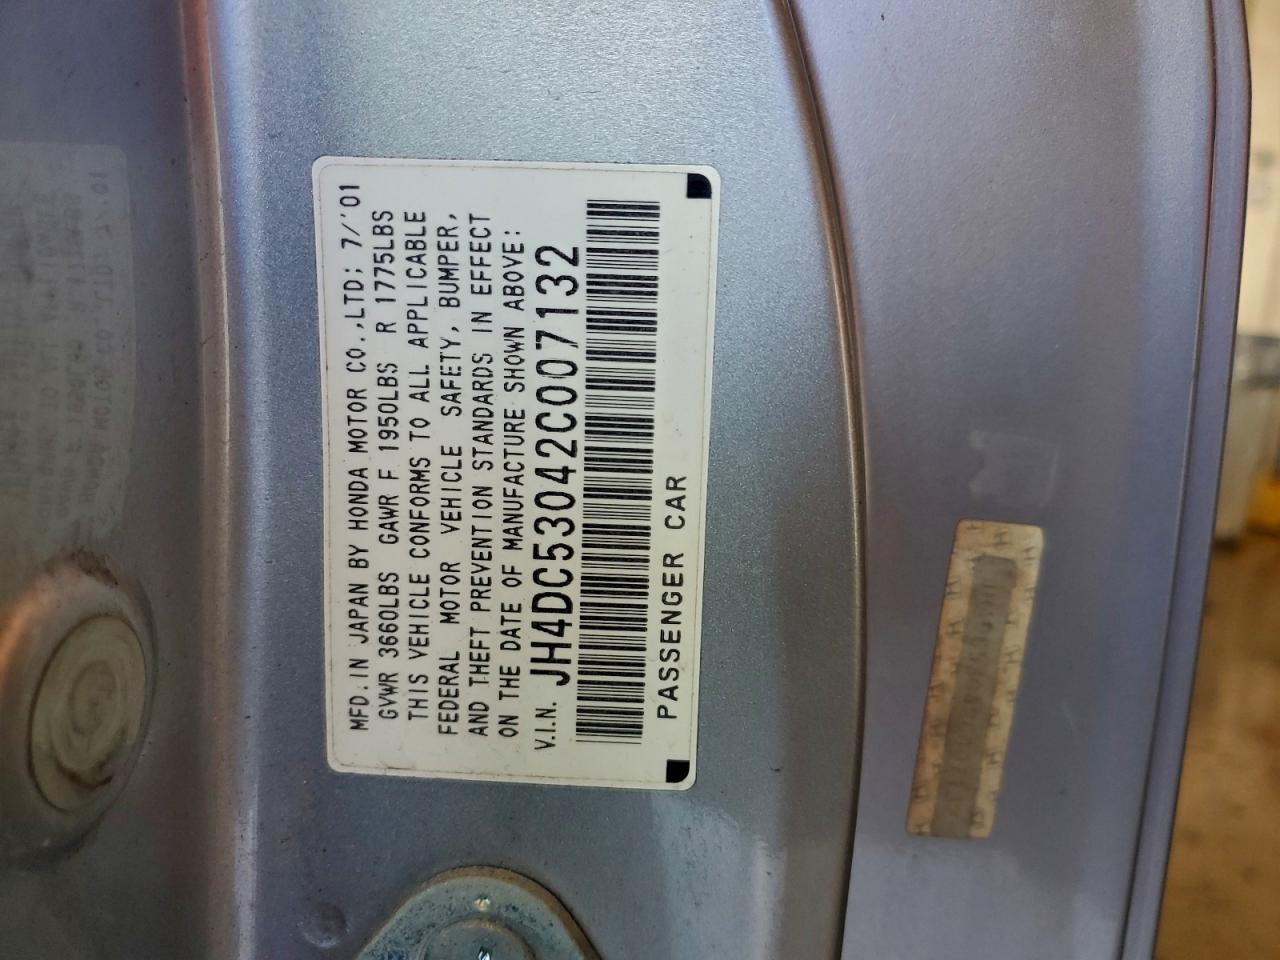 MFD. IN JAPAN BY HONDA MOTOR CO.,LTD: 7/'01
GVWR 3660LBS GAWR F 1950LBS R 1775LBS
THIS VEHICLE CONFORMS TO ALL APPLICABLE
FEDERAL MOTOR VEHICLE SAFETY, BUMPER,
AND THEFT PREVENTION STANDARDS IN EFFECT
ON THE DATE OF MANUFACTURE SHOWN ABOVE:
V.I.N. JH4DC53042C007132
PASSENGER CAR